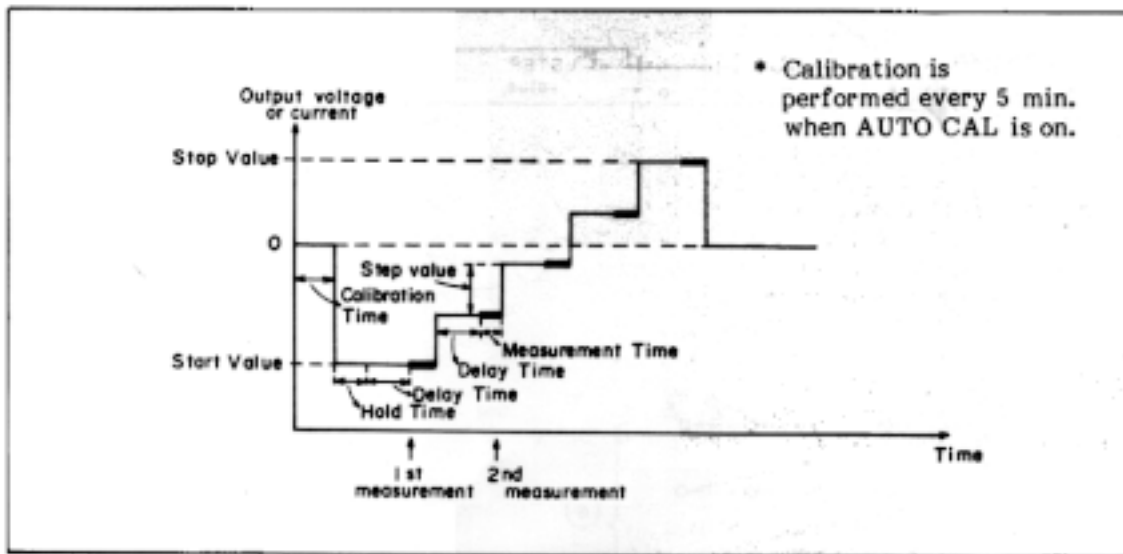 * Calibration is
performed every 5 min.
when AUTO CAL is on.
Output voltage
or current
Stop Value
0
Step value
Calibration
Time
Measurement Time
Start Value
Delay Time
Delay Time
Hold Time
Time
1st
measurement
2nd
measurement